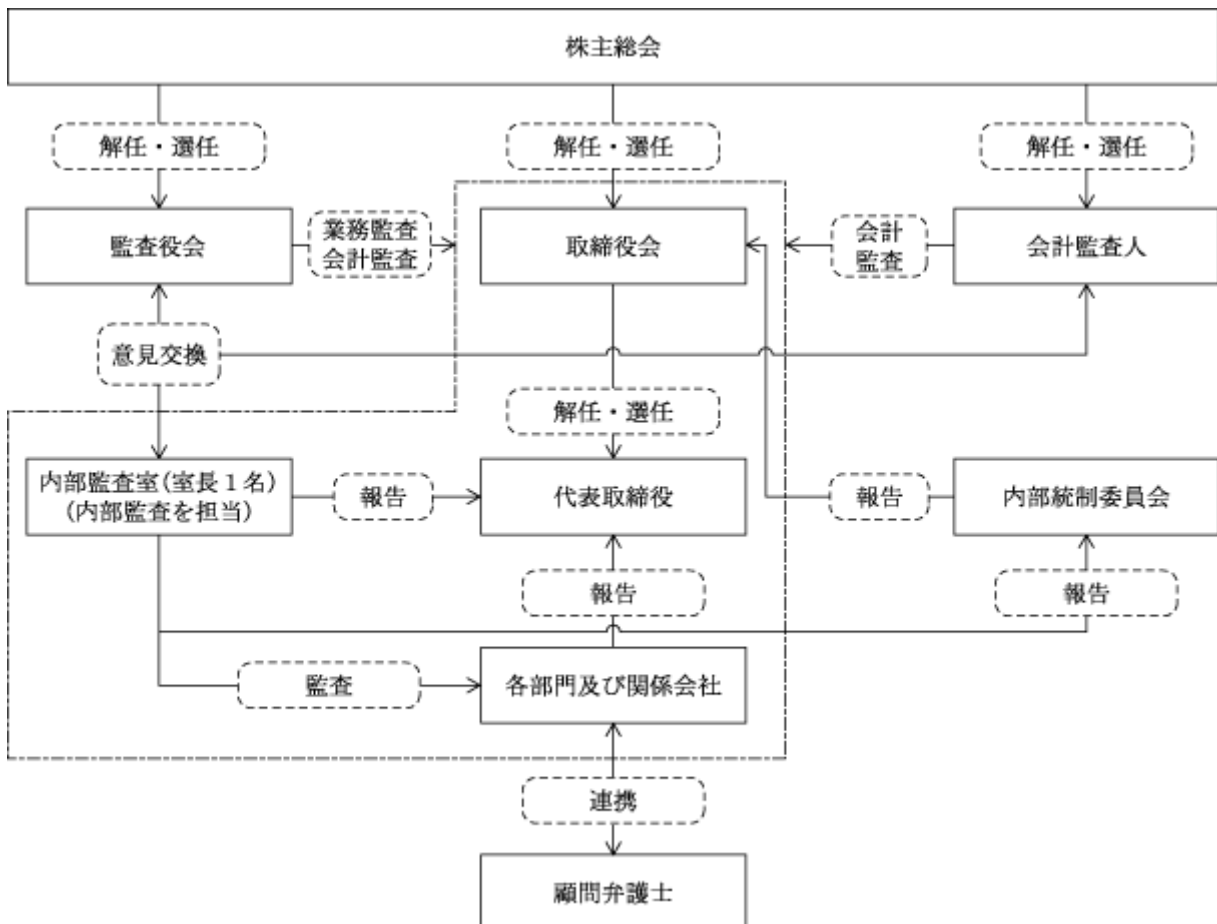 株主総会
解任・選任
解任・選任
解任・選任
監査役会
業務監査
会計監査
取締役会
会計
監査
会計監査人
意見交換
解任・選任
内部監査室(室長１名)
(内部監査を担当)
報告
代表取締役
報告
内部統制委員会
報告
報告
監査
各部門及び関係会社
連携
顧問弁護士